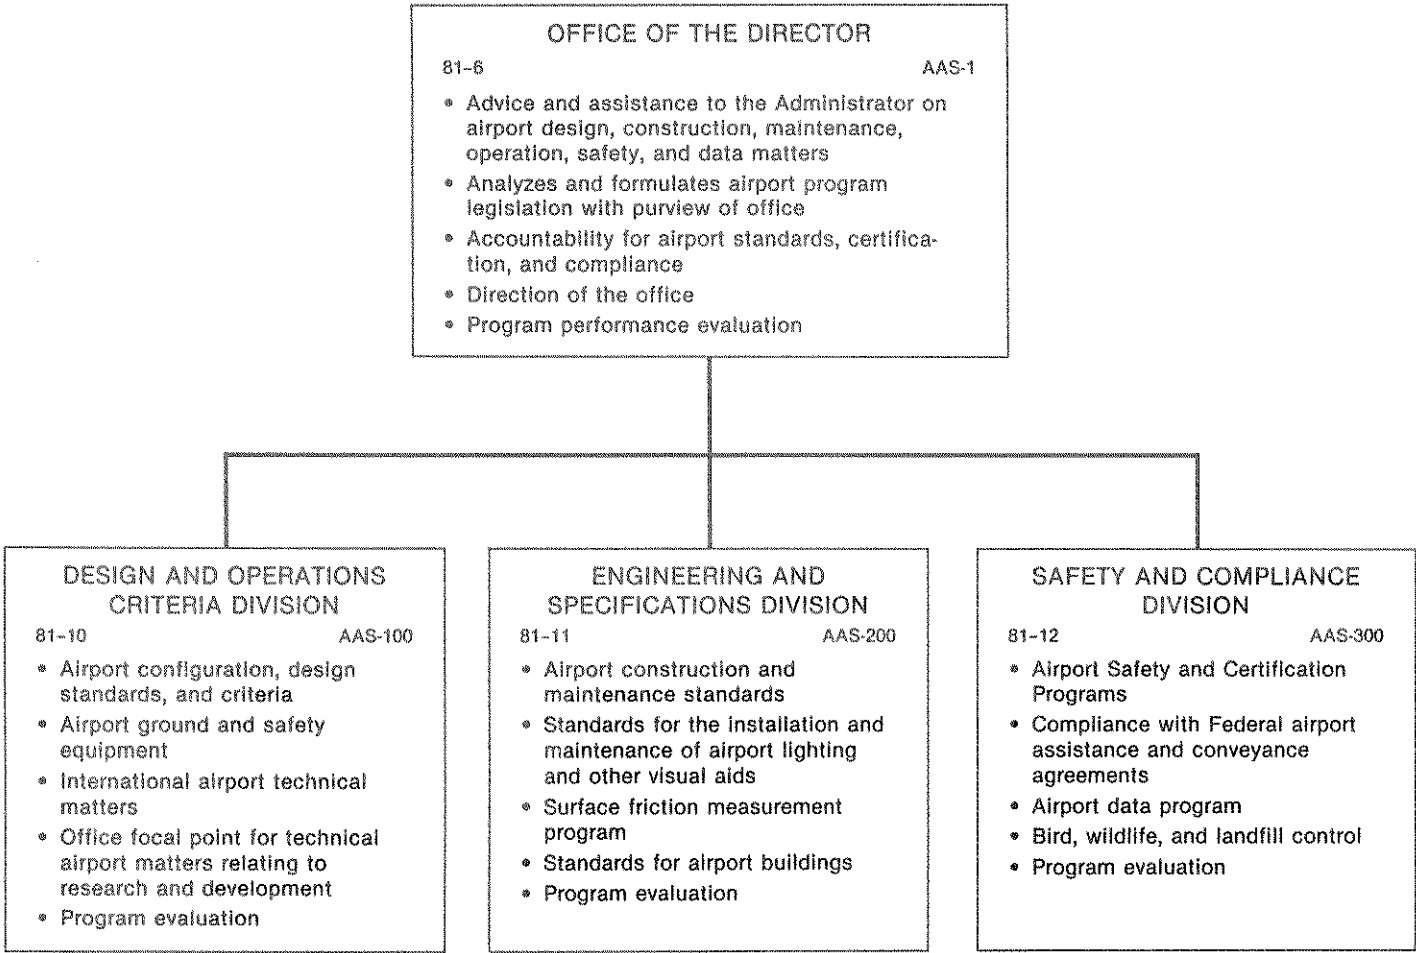 OFFICE OF THE DIRECTOR
81-6 AAS-1
• Advice and assistance to the Administrator on
airport design, construction, maintenance,
operation, safety, and data matters
• Analyzes and formulates airport program
legislation with purview of office
• Accountability for airport standards, certifica-
tion, and compliance
• Direction of the office
• Program performance evaluation
DESIGN AND OPERATIONS
CRITERIA DIVISION
81-10 AAS-100
• Airport configuration, design
standards, and criteria
• Airport ground and safety
equipment
• International airport technical
matters
• Office focal point for technical
airport matters relating to
research and development
• Program evaluation
ENGINEERING AND
SPECIFICATIONS DIVISION
81-11 AAS-200
• Airport construction and
maintenance standards
• Standards for the installation and
maintenance of airport lighting
and other visual aids
• Surface friction measurement
program
• Standards for airport buildings
• Program evaluation
SAFETY AND COMPLIANCE
DIVISION
81-12 AAS-300
• Airport Safety and Certification
Programs
• Compliance with Federal airport
assistance and conveyance
agreements
• Airport data program
• Bird, wildlife, and landfill control
• Program evaluation